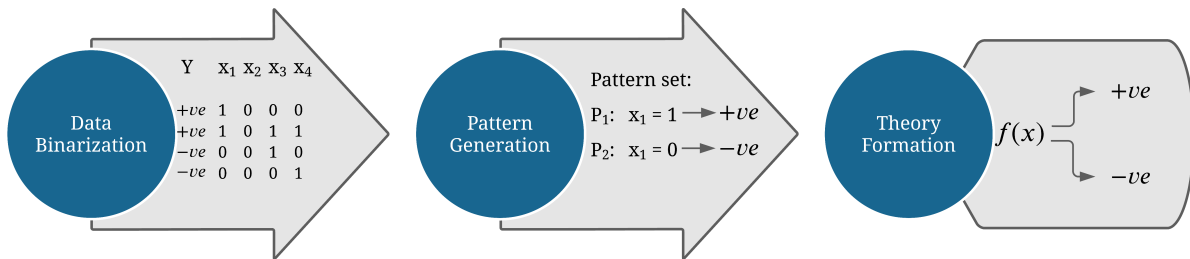 Data
Binarization
Y x₁ x₂ x₃ x₄
+ve 1 0 0 0
+ve 1 0 1 1
−ve 0 0 1 0
−ve 0 0 0 1
Pattern
Generation
Pattern set:
P₁: x₁ = 1 → +ve
P₂: x₁ = 0 → −ve
Theory
Formation
f(x)
+ve
−ve